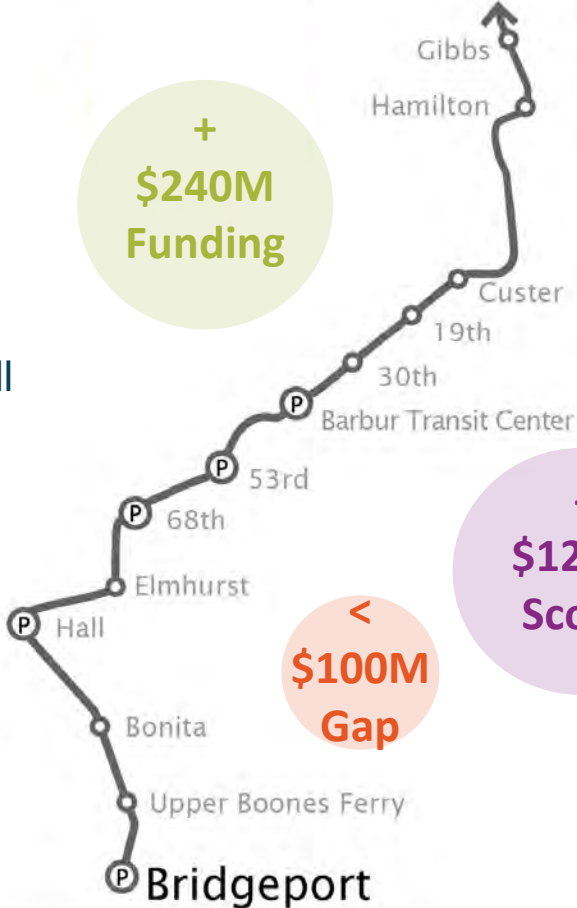 Gibbs
Hamilton
+
$240M
Funding
Custer
19th
30th
P
Barbur Transit Center
P
53rd
P
68th
Elmhurst
P
Hall
<
$100M
Gap
Bonita
Upper Boones Ferry
P
Bridgeport